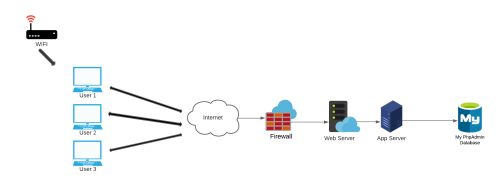 WIFI
User 1
User 2
User 3
Internet
Firewall
Web Server
App Server
My
My PhpAdmin
Database